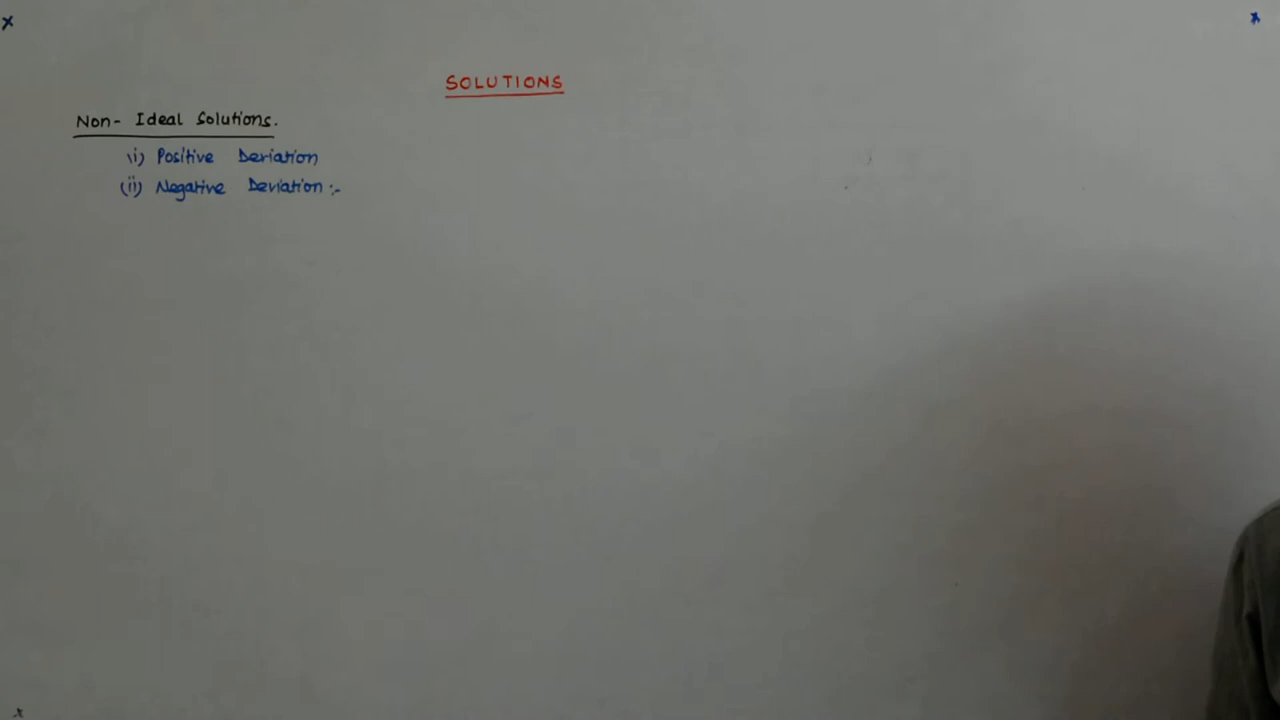 SOLUTIONS
Non- Ideal Solutions.
(i) Positive Deviation
(ii) Negative Deviation :-